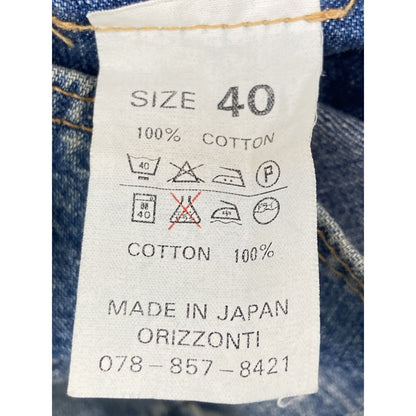 SIZE 40
100% COTTON
40 P
40
COTTON 100%
MADE IN JAPAN
ORIZZONTI
078-857-8421